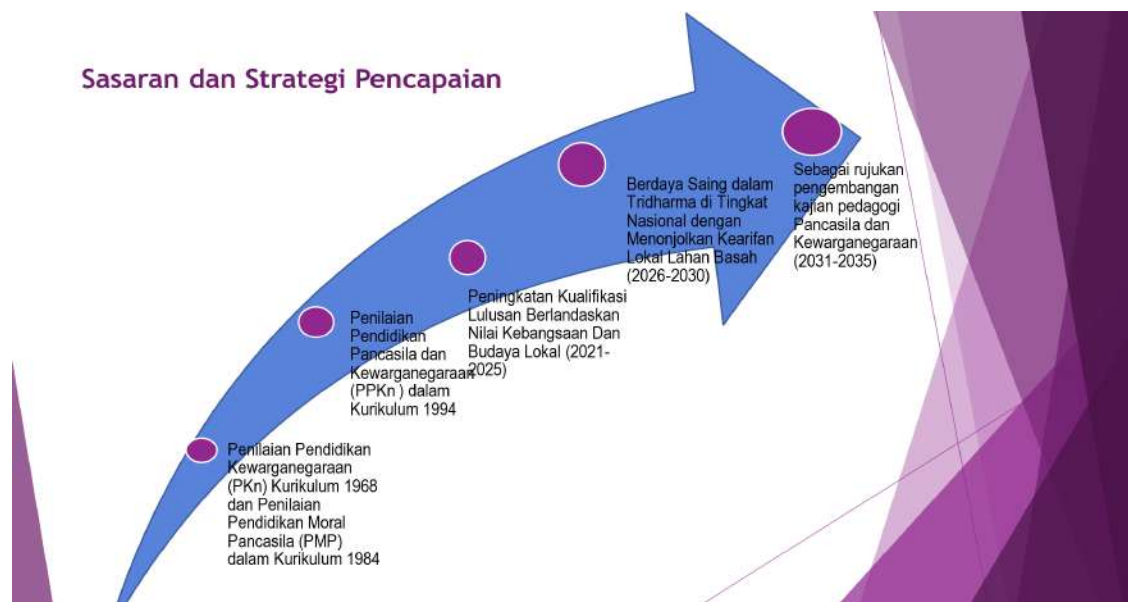 Sasaran dan Strategi Pencapaian
Penilaian Pendidikan
Kewarganegaraan
(PKn) Kurikulum 1968
dan Penilaian
Pendidikan Moral
Pancasila (PMP)
dalam Kurikulum 1984
Penilaian
Pendidikan
Pancasila dan
Kewarganegaraan
(PPKn ) dalam
Kurikulum 1994
Peningkatan Kualifikasi
Lulusan Berlandaskan
Nilai Kebangsaan Dan
Budaya Lokal (2021-
2025)
Berdaya Saing dalam
Tridharma di Tingkat
Nasional dengan
Menonjolkan Kearifan
Lokal Lahan Basah
(2026-2030)
Sebagai rujukan
pengembangan
kajian pedagogi
Pancasila dan
Kewarganegaraan
(2031-2035)